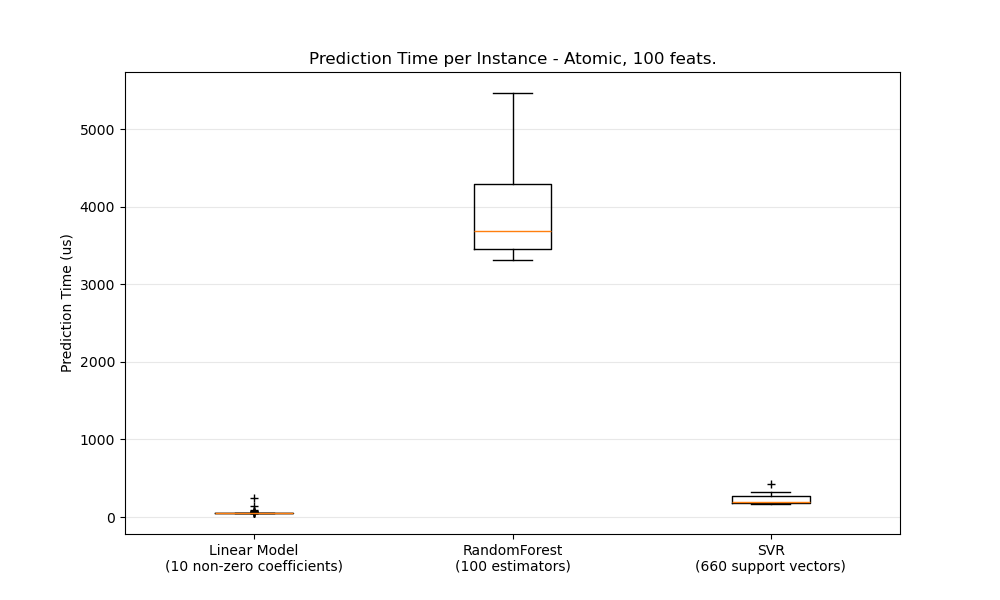 Prediction Time per Instance - Atomic, 100 feats.
Prediction Time (us)
5000
4000
3000
2000
1000
0
Linear Model
(10 non-zero coefficients)
RandomForest
(100 estimators)
SVR
(660 support vectors)